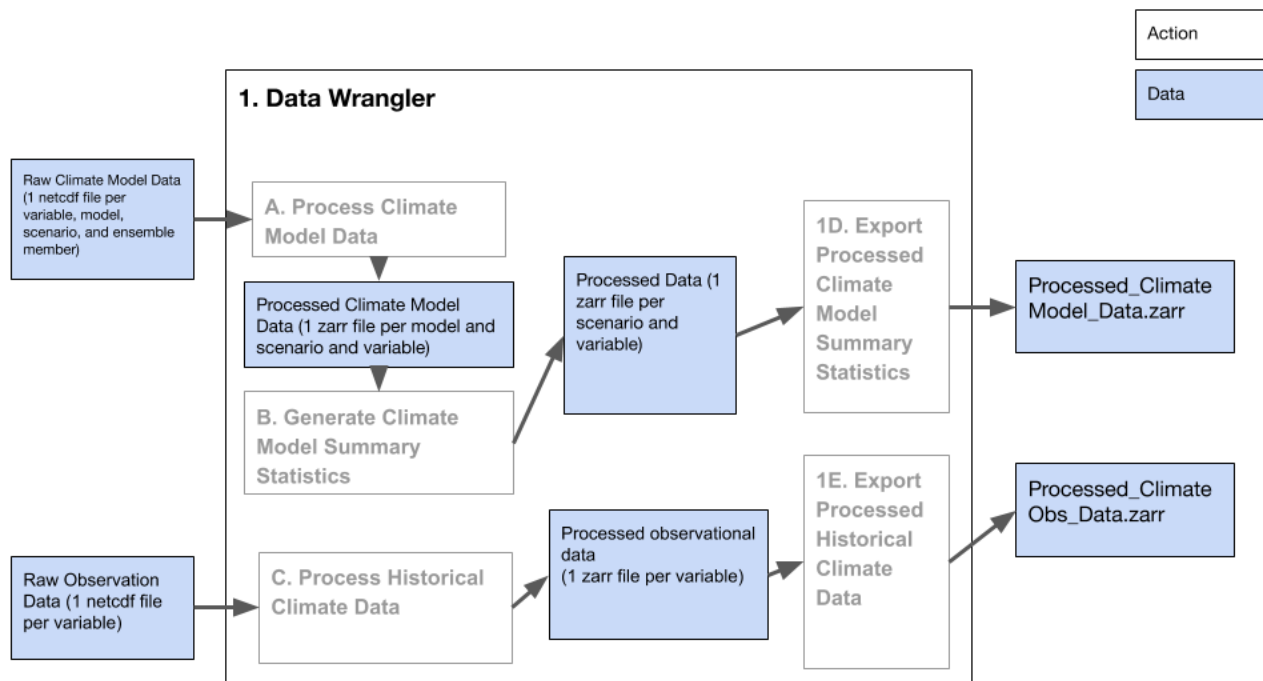 Action
Data
1. Data Wrangler
Raw Climate Model Data
(1 netcdf file per
variable, model,
scenario, and ensemble
member)
A. Process Climate
Model Data
Processed Climate Model
Data (1 zarr file per model and
scenario and variable)
B. Generate Climate
Model Summary
Statistics
Processed Data (1
zarr file per
scenario and
variable)
1D. Export
Processed
Climate
Model
Summary
Statistics
Processed_Climate
Model_Data.zarr
Raw Observation
Data (1 netcdf file
per variable)
C. Process Historical
Climate Data
Processed observational
data
(1 zarr file per variable)
1E. Export
Processed
Historical
Climate
Data
Processed_Climate
Obs_Data.zarr